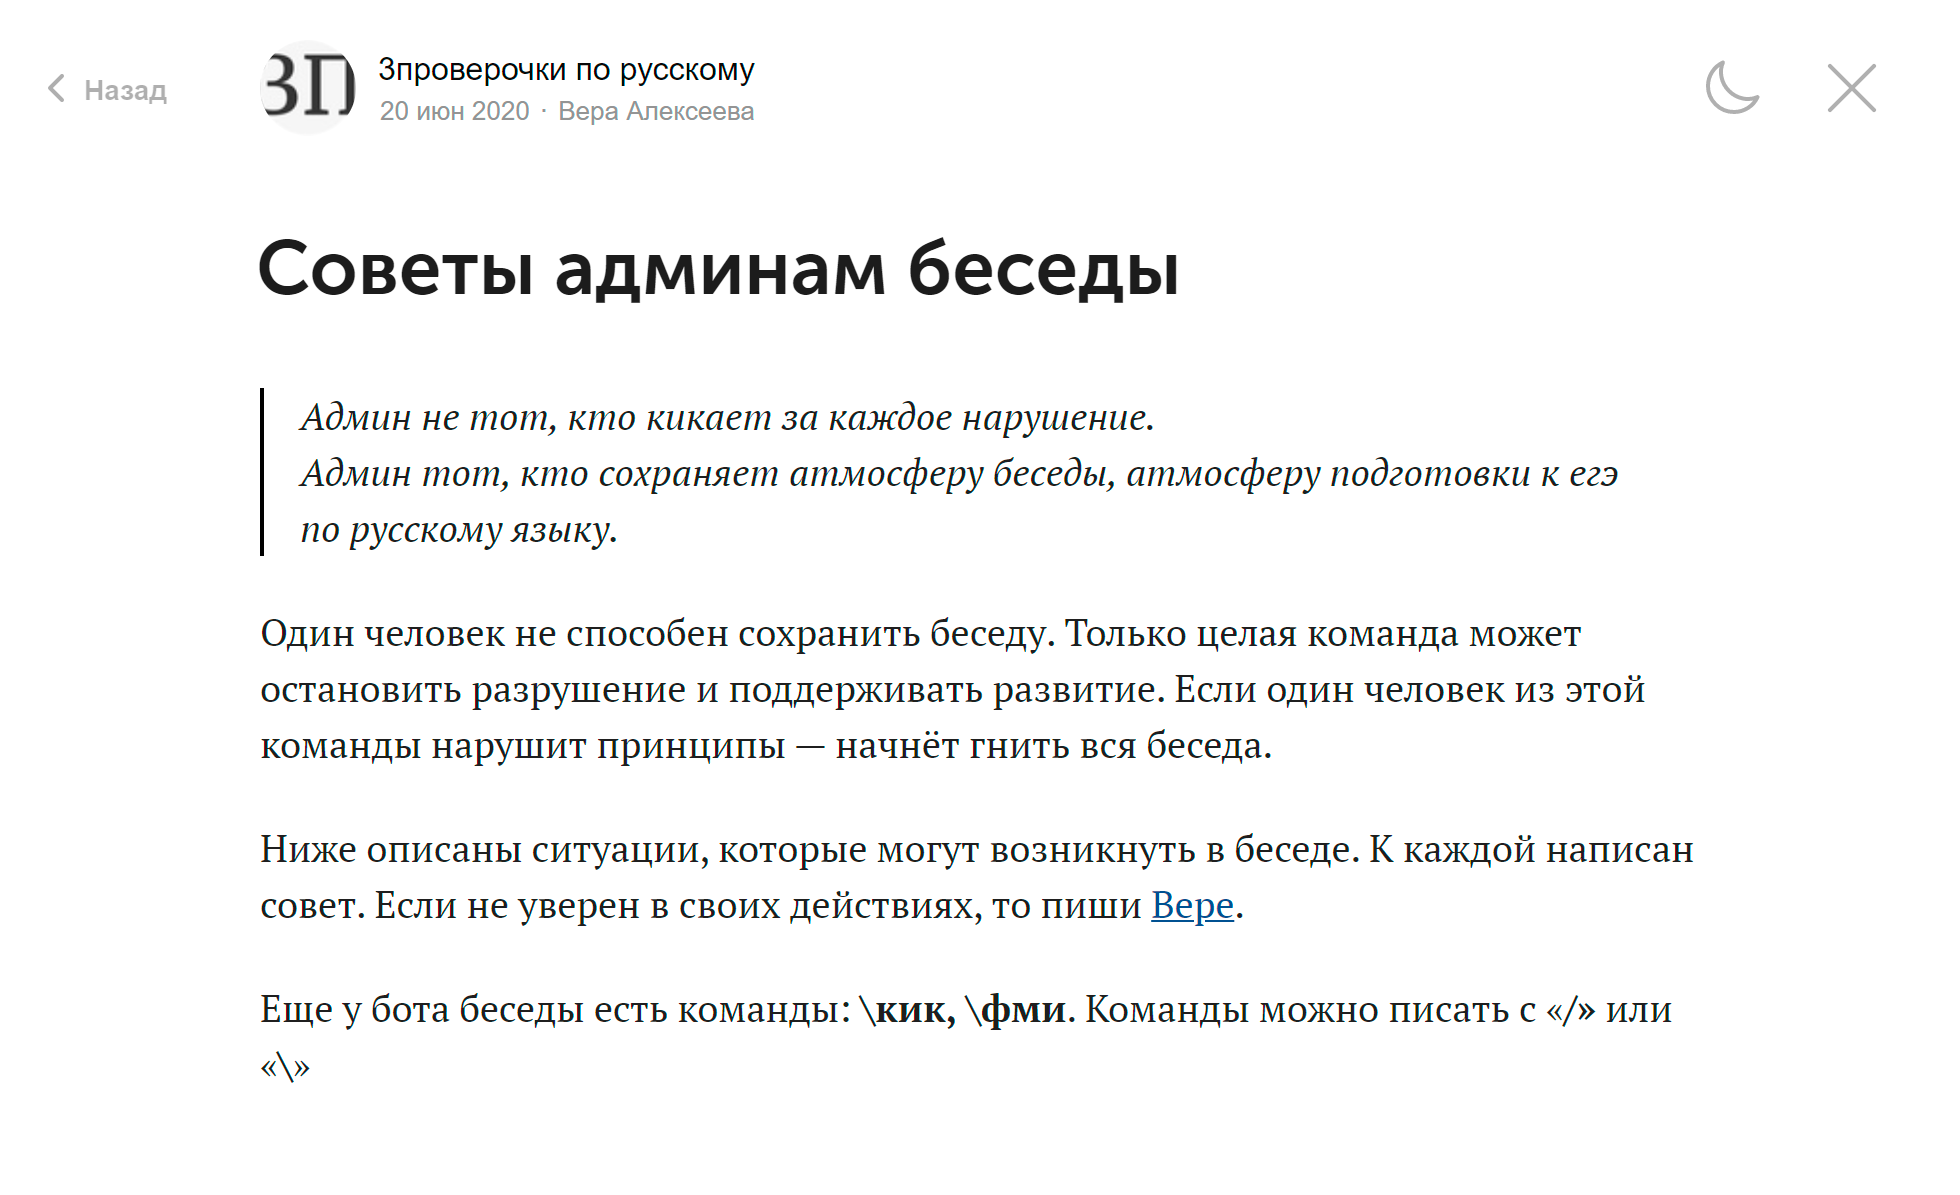 Назад
ЗП
3проверочки по русскому
20 июн 2020 · Вера Алексеева
Советы админам беседы
Админ не тот, кто кикает за каждое нарушение.
Админ тот, кто сохраняет атмосферу беседы, атмосферу подготовки к егэ
по русскому языку.
Один человек не способен сохранить беседу. Только целая команда может
остановить разрушение и поддерживать развитие. Если один человек из этой
команды нарушит принципы — начнёт гнить вся беседа.
Ниже описаны ситуации, которые могут возникнуть в беседе. К каждой написан
совет. Если не уверен в своих действиях, то пиши Вере.
Еще у бота беседы есть команды: \кик, \фми. Команды можно писать с «/» или
«\»